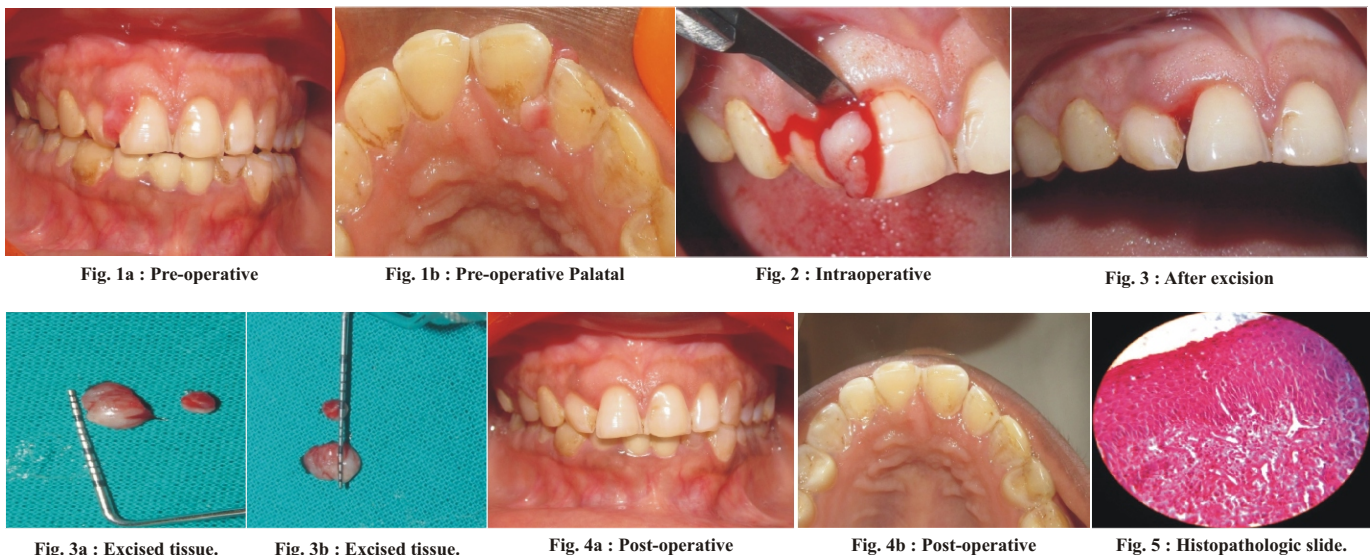 Fig. 1a : Pre-operative
Fig. 1b : Pre-operative Palatal
Fig. 2 : Intraoperative
Fig. 3 : After excision
Fig. 3a : Excised tissue.
Fig. 3b : Excised tissue.
Fig. 4a : Post-operative
Fig. 4b : Post-operative
Fig. 5 : Histopathologic slide.